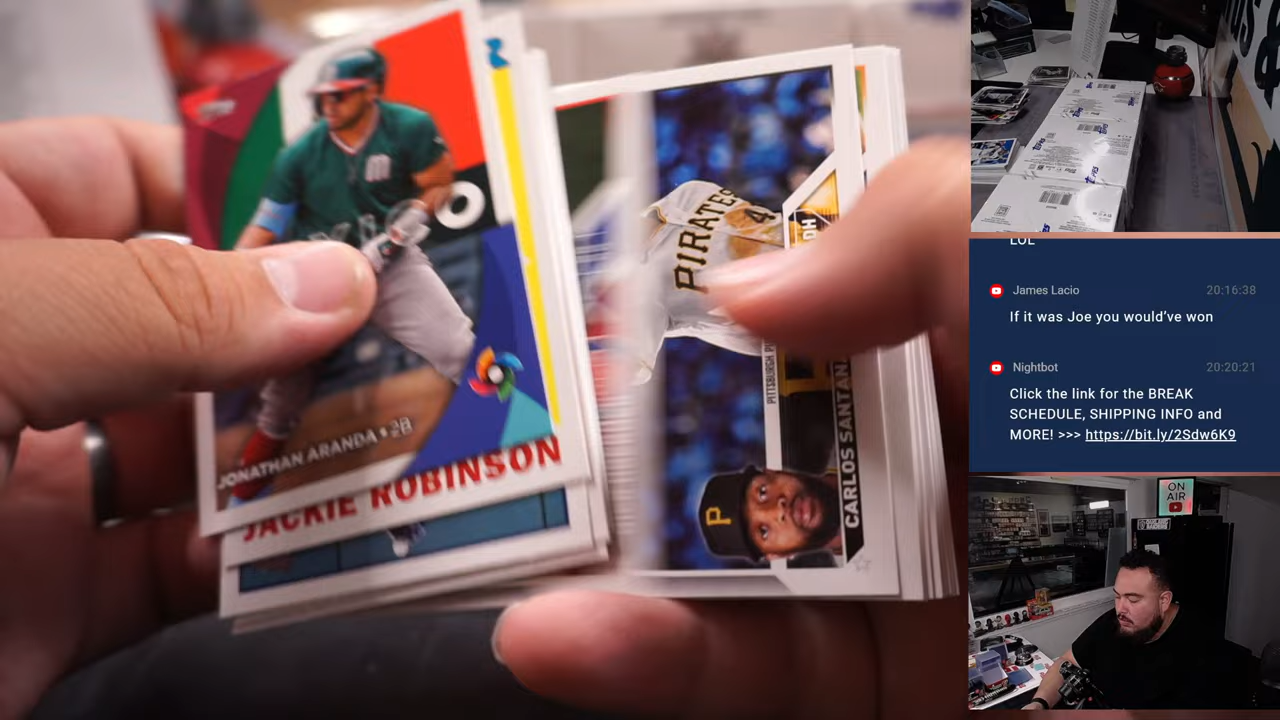 M
JONATHAN ARANDA • 2B
JACKIE ROBINSON
PIRATES
4
DH
PITTSBURGH
CARLOS SANTANA
P
LOL
James Lacio
20:16:38
If it was Joe you would've won
Nightbot
20:20:21
Click the link for the BREAK
SCHEDULE, SHIPPING INFO and
MORE! >>> https://bit.ly/2Sdw6K9
ON
AIR